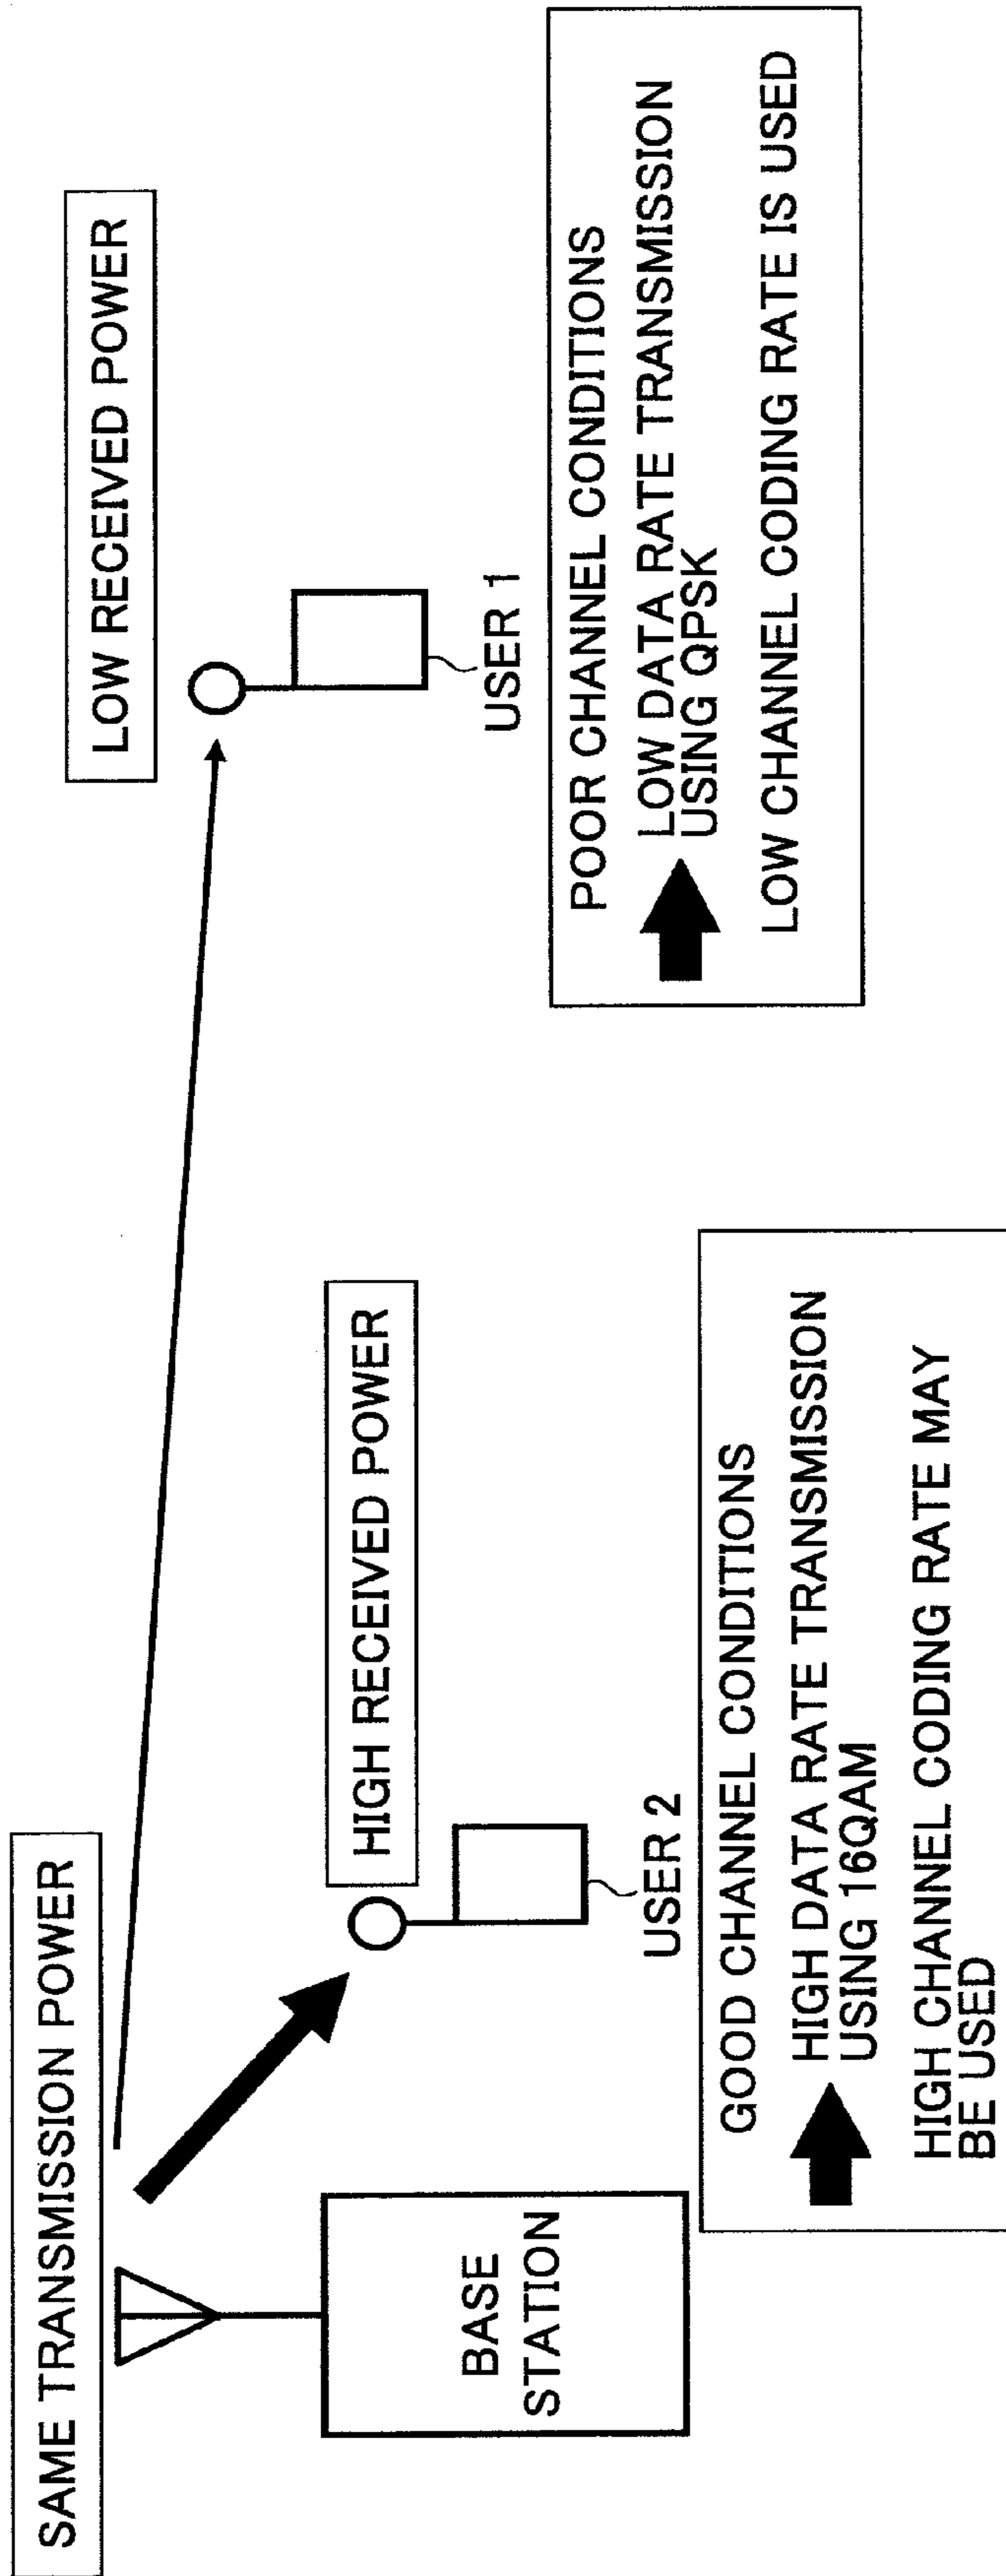 SAME TRANSMISSION POWER
BASE
STATION
HIGH RECEIVED POWER
USER 2
GOOD CHANNEL CONDITIONS
HIGH DATA RATE TRANSMISSION
USING 16QAM
HIGH CHANNEL CODING RATE MAY
BE USED
LOW RECEIVED POWER
USER 1
POOR CHANNEL CONDITIONS
LOW DATA RATE TRANSMISSION
USING QPSK
LOW CHANNEL CODING RATE IS USED